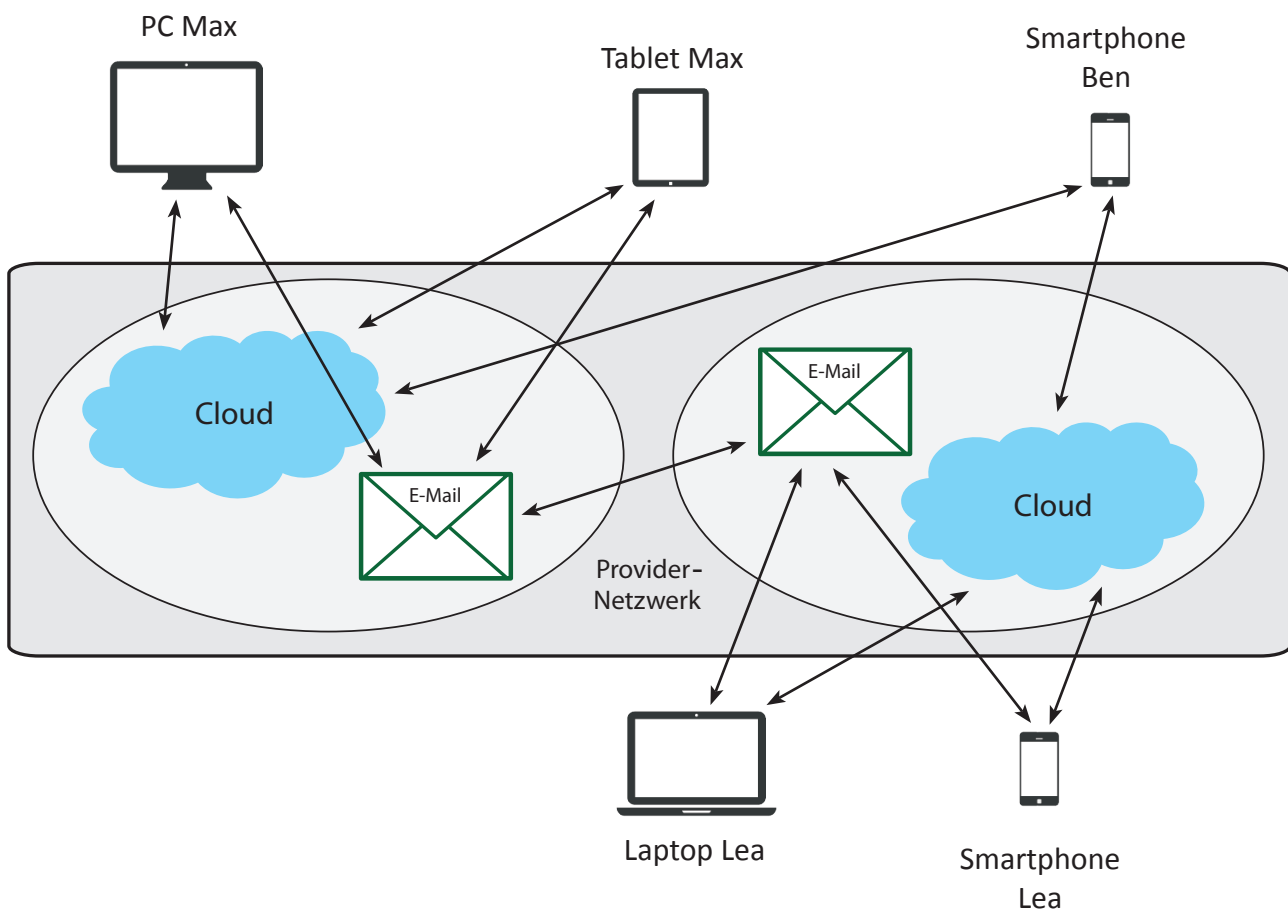 PC Max
Tablet Max
Smartphone
Ben
Cloud
E-Mail
E-Mail
Cloud
Provider-
Netzwerk
Laptop Lea
Smartphone
Lea